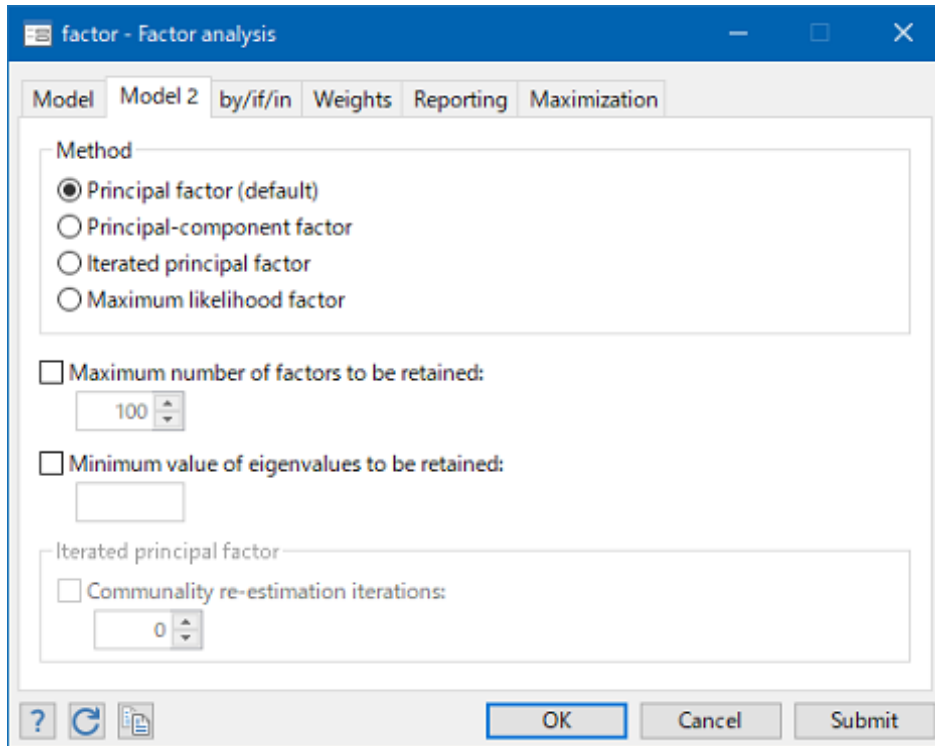 factor - Factor analysis
Model Model 2 by/if/in Weights Reporting Maximization
Method
Principal factor (default)
Principal-component factor
Iterated principal factor
Maximum likelihood factor
Maximum number of factors to be retained:
100
Minimum value of eigenvalues to be retained:
Iterated principal factor
Communality re-estimation iterations:
0
? OK Cancel Submit